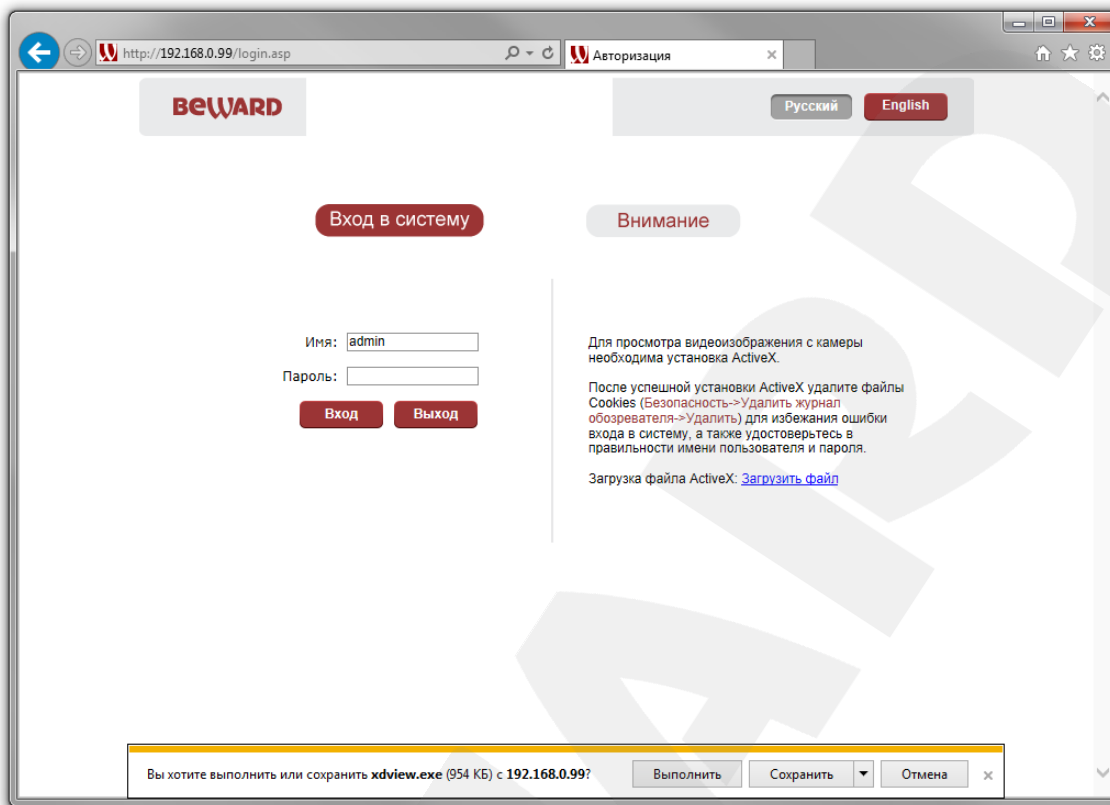 http://192.168.0.99/login.asp
Авторизация
BEWARD
Русский
English
Вход в систему
Внимание
Имя: admin
Пароль:
Вход
Выход
Для просмотра видеоизображения с камеры
необходима установка ActiveX.
После успешной установки ActiveX удалите файлы
Cookies (Безопасность->Удалить журнал
обозревателя->Удалить) для избежания ошибки
входа в систему, а также удостоверьтесь в
правильности имени пользователя и пароля.
Загрузка файла ActiveX: Загрузить файл
Вы хотите выполнить или сохранить xdview.exe (954 КБ) с 192.168.0.99?
Выполнить
Сохранить
Отмена